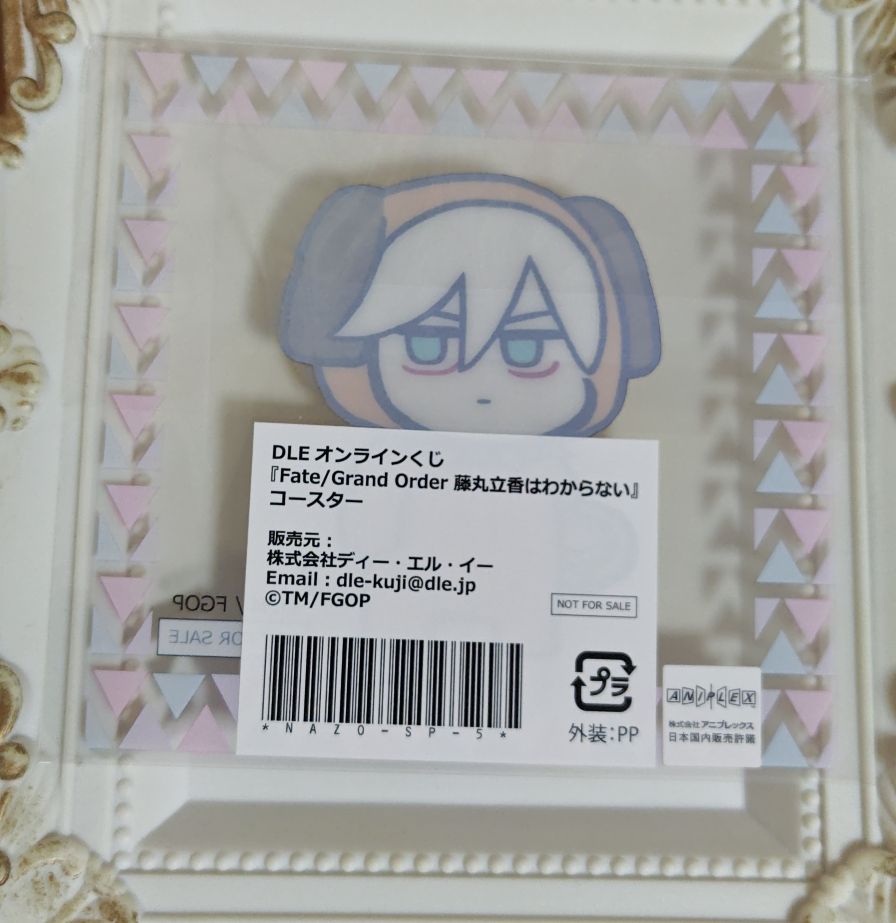 DLE オンラインくじ
『Fate/Grand Order 藤丸立香はわからない』
コースター
販売元：
株式会社ディー・エル・イー
Email : dle-kuji@dle.jp
©TM/FGOP
NOT FOR SALE
/ FGOP
OR SALE
*NAZO-SP-5*
プラ
外装：PP
ANIPLEX
株式会社アニプレックス
日本国内販売許諾